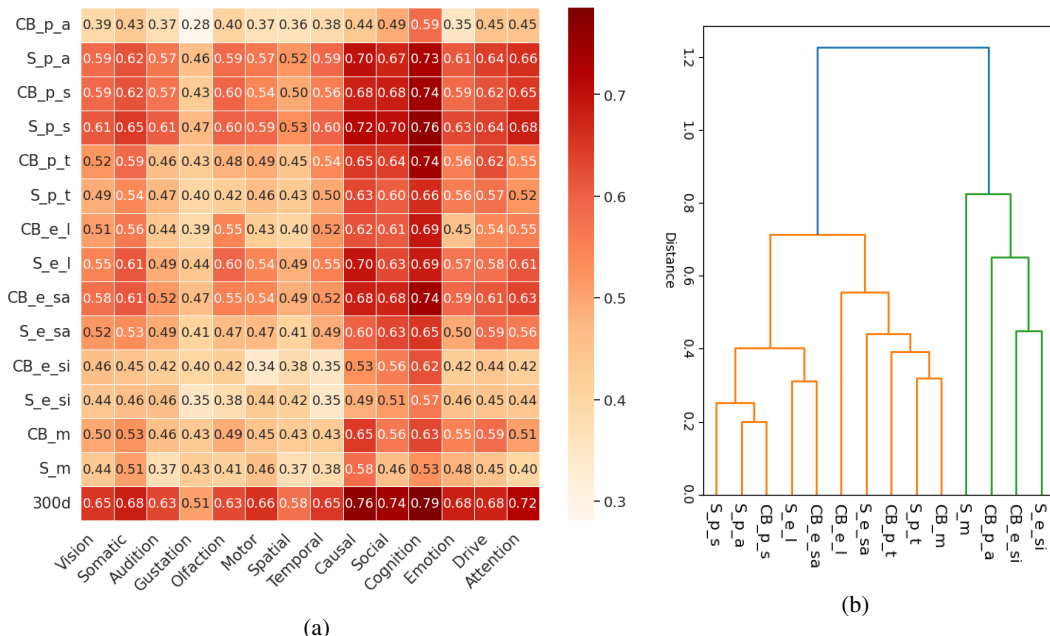 CB_p_a 0.39 0.43 0.37 0.28 0.40 0.37 0.36 0.38 0.44 0.49 0.59 0.35 0.45 0.45
S_p_a 0.59 0.62 0.57 0.46 0.59 0.57 0.52 0.59 0.70 0.67 0.73 0.61 0.64 0.66
CB_p_s 0.59 0.62 0.57 0.43 0.60 0.54 0.50 0.56 0.68 0.68 0.74 0.59 0.62 0.65
S_p_s 0.61 0.65 0.61 0.47 0.60 0.59 0.53 0.60 0.72 0.70 0.76 0.63 0.64 0.68
CB_p_t 0.52 0.59 0.46 0.43 0.48 0.49 0.45 0.54 0.65 0.64 0.74 0.56 0.62 0.55
S_p_t 0.49 0.54 0.47 0.40 0.42 0.46 0.43 0.50 0.63 0.60 0.66 0.56 0.57 0.52
CB_e_l 0.51 0.56 0.44 0.39 0.55 0.43 0.40 0.52 0.62 0.61 0.69 0.45 0.54 0.55
S_e_l 0.55 0.61 0.49 0.44 0.60 0.54 0.49 0.55 0.70 0.63 0.69 0.57 0.58 0.61
CB_e_sa 0.58 0.61 0.52 0.47 0.55 0.54 0.49 0.52 0.68 0.68 0.74 0.59 0.61 0.63
S_e_sa 0.52 0.53 0.49 0.41 0.47 0.47 0.41 0.49 0.60 0.63 0.65 0.50 0.59 0.56
CB_e_si 0.46 0.45 0.42 0.40 0.42 0.34 0.38 0.35 0.53 0.56 0.62 0.42 0.44 0.42
S_e_si 0.44 0.46 0.46 0.35 0.38 0.44 0.42 0.35 0.49 0.51 0.57 0.46 0.45 0.44
CB_m 0.50 0.53 0.46 0.43 0.49 0.45 0.43 0.43 0.65 0.56 0.63 0.55 0.59 0.51
S_m 0.44 0.51 0.37 0.43 0.41 0.46 0.37 0.38 0.58 0.46 0.53 0.48 0.45 0.40
300d 0.65 0.68 0.63 0.51 0.63 0.66 0.58 0.65 0.76 0.74 0.79 0.68 0.68 0.72
Vision Somatic Audition Gustation Olfaction Motor Spatial Temporal Causal Social Cognition Emotion Drive Attention
0.7
0.6
0.5
0.4
0.3
(a)
Distance
1.2
1.0
0.8
0.6
0.4
0.2
0.0
S_p_s S_p_a CB_p_s S_e_l CB_e_sa CB_e_l S_e_sa CB_p_t S_p_t CB_m S_m CB_p_a CB_e_si S_e_si
(b)